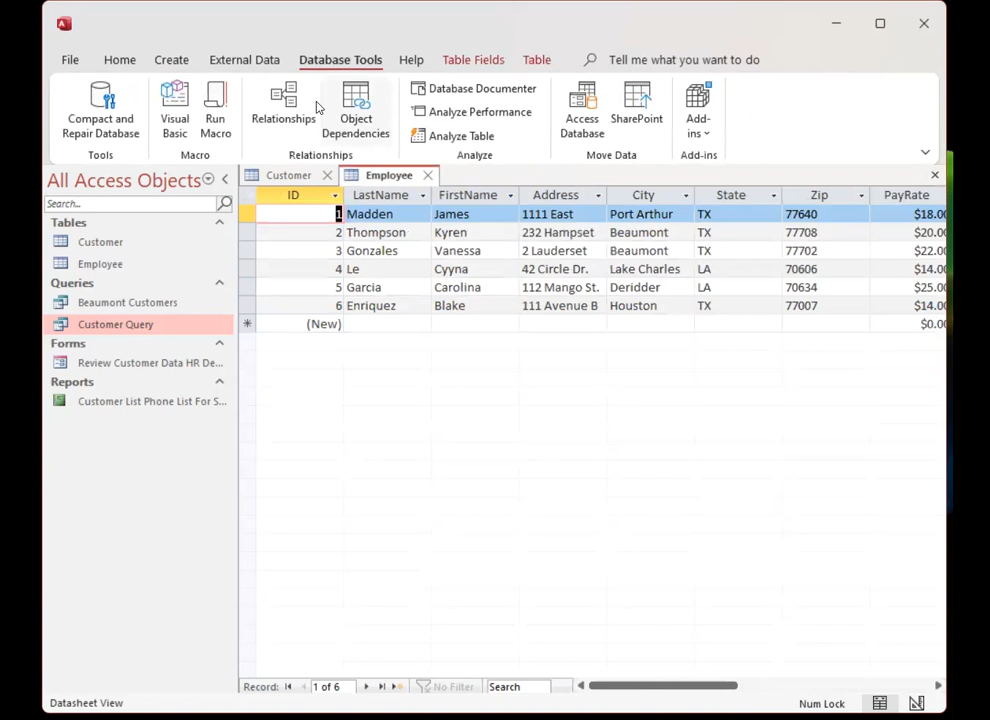 File Home Create External Data Database Tools Help Table Fields Table Tell me what you want to do
Compact and Repair Database
Tools
Visual Basic
Run Macro
Macro
Relationships
Object Dependencies
Relationships
Database Documenter
Analyze Performance
Analyze Table
Analyze
Access Database
SharePoint
Move Data
Add-ins
Add-ins
All Access Objects
Search...
Tables
Customer
Employee
Queries
Beaumont Customers
Customer Query
Forms
Review Customer Data HR De...
Reports
Customer List Phone List For S...
Customer Employee
ID LastName FirstName Address City State Zip PayRate
1 Madden James 1111 East Port Arthur TX 77640 $18.00
2 Thompson Kyren 232 Hampset Beaumont TX 77708 $20.00
3 Gonzales Vanessa 2 Lauderset Beaumont TX 77702 $22.00
4 Le Cyyna 42 Circle Dr. Lake Charles LA 70606 $14.00
5 Garcia Carolina 112 Mango St. Deridder LA 70634 $25.00
6 Enriquez Blake 111 Avenue B Houston TX 77007 $14.00
(New) $0.00
Record: 1 of 6 No Filter Search
Datasheet View Num Lock